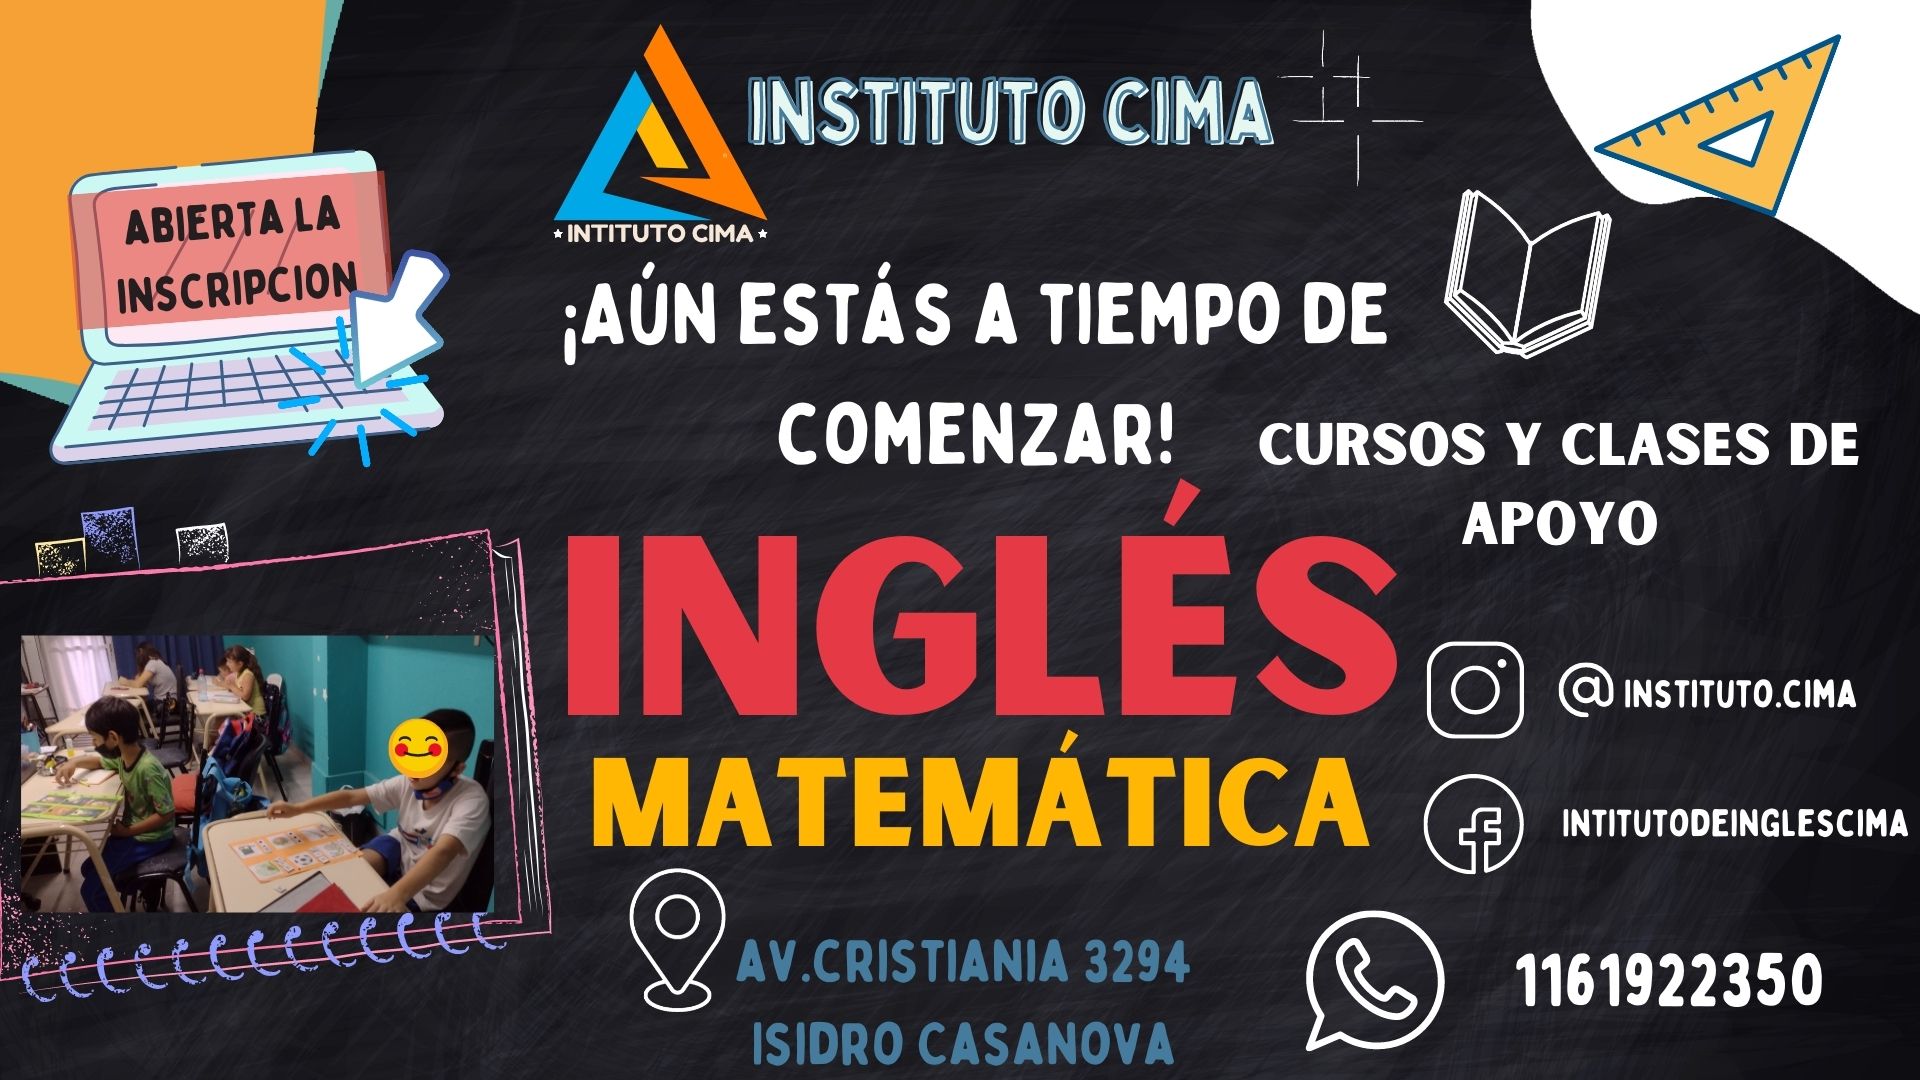 INSTITUTO CIMA
INTITUTO CIMA
ABIERTA LA
INSCRIPCION
¡AÚN ESTÁS A TIEMPO DE
COMENZAR!
CURSOS Y CLASES DE
APOYO
INGLÉS
MATEMÁTICA
@INSTITUTO.CIMA
INTITUTODEINGLESCIMA
AV.CRISTIANIA 3294
ISIDRO CASANOVA
1161922350